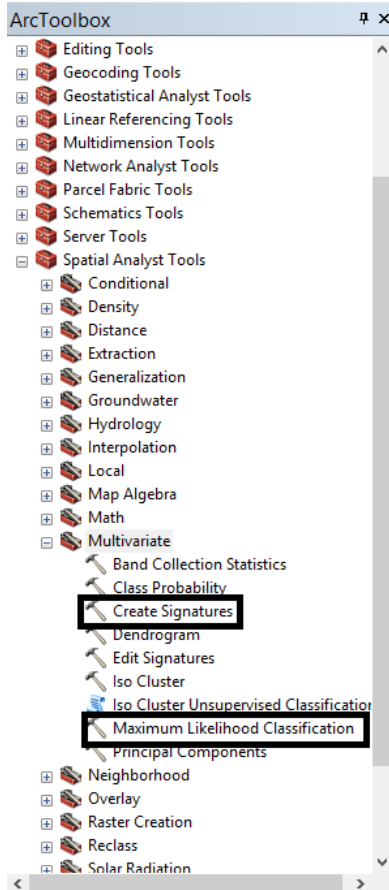 ArcToolbox
Editing Tools
Geocoding Tools
Geostatistical Analyst Tools
Linear Referencing Tools
Multidimension Tools
Network Analyst Tools
Parcel Fabric Tools
Schematics Tools
Server Tools
Spatial Analyst Tools
Conditional
Density
Distance
Extraction
Generalization
Groundwater
Hydrology
Interpolation
Local
Map Algebra
Math
Multivariate
Band Collection Statistics
Class Probability
Create Signatures
Dendrogram
Edit Signatures
Iso Cluster
Iso Cluster Unsupervised Classification
Maximum Likelihood Classification
Principal Components
Neighborhood
Overlay
Raster Creation
Reclass
Solar Radiation